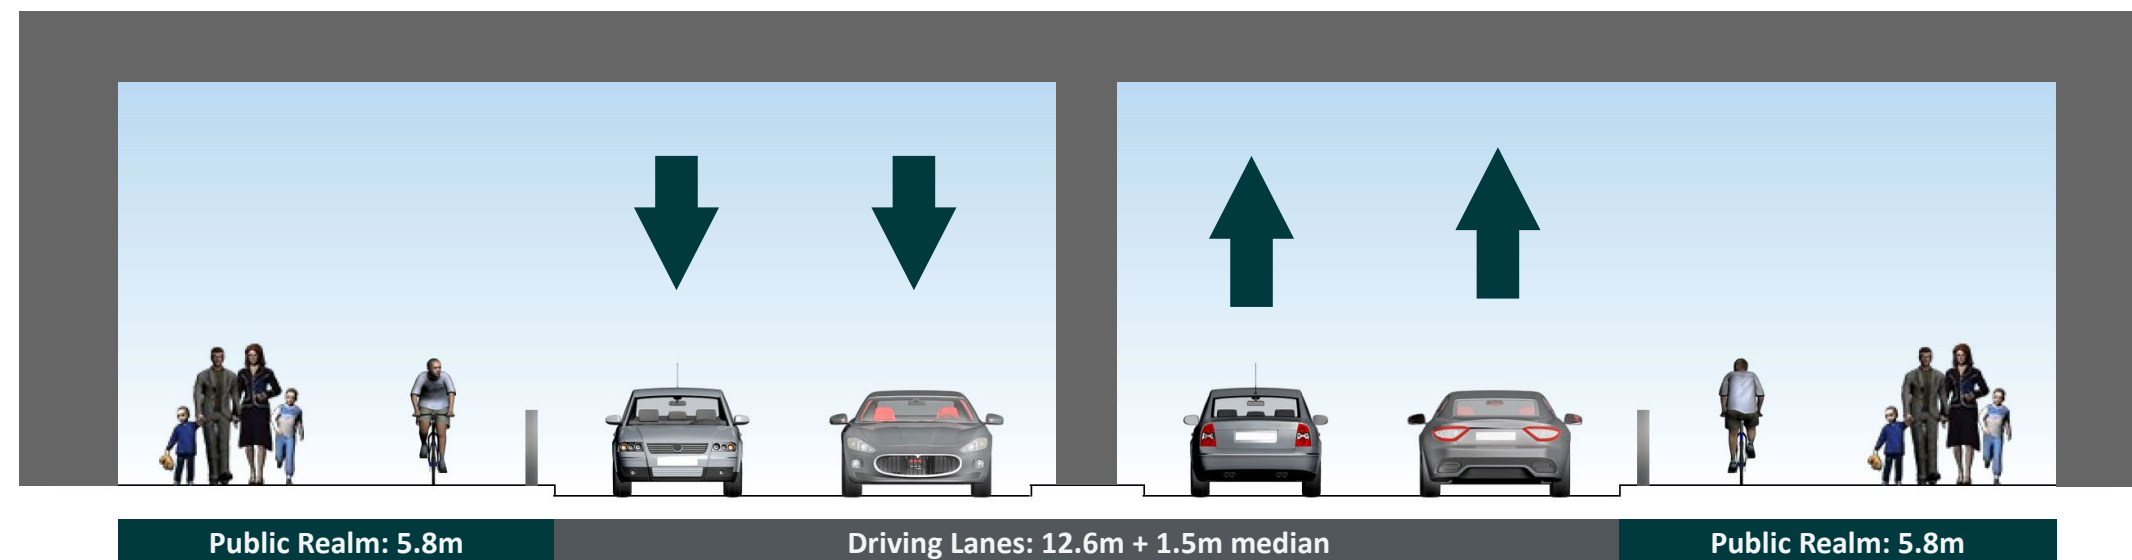 Public Realm: 5.8m
Driving Lanes: 12.6m + 1.5m median
Public Realm: 5.8m